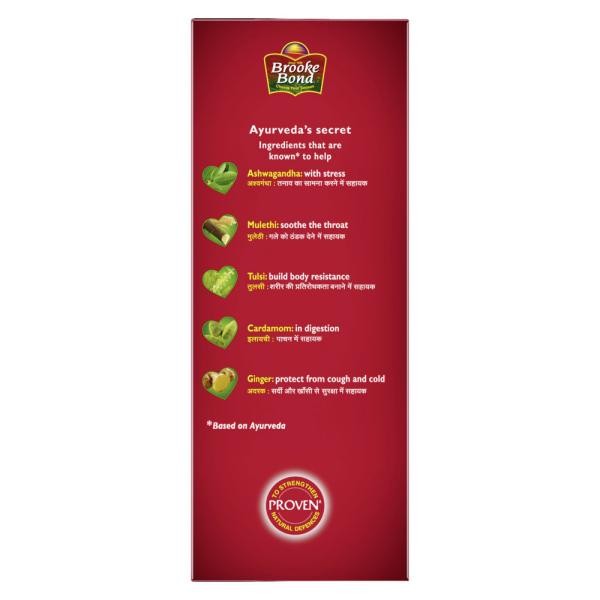 Brooke
Bond
Ayurveda's secret
Ingredients that are
known* to help
Ashwagandha: with stress
अश्वगंधा : तनाव का सामना करने में सहायक
Mulethi: soothe the throat
मुलेठी : गले को ठंडक देने में सहायक
Tulsi: build body resistance
तुलसी : शरीर की प्रतिरोधकता बनाने में सहायक
Cardamom: in digestion
इलायची : पाचन में सहायक
Ginger: protect from cough and cold
अदरक : सर्दी और खाँसी से सुरक्षा में सहायक
*Based on Ayurveda
TO STRENGTHEN
PROVEN*
NATURAL DEFENCES